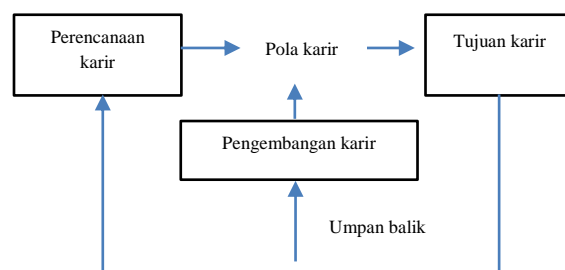 Perencanaan
karir
Pola karir
Tujuan karir
Pengembangan karir
Umpan balik